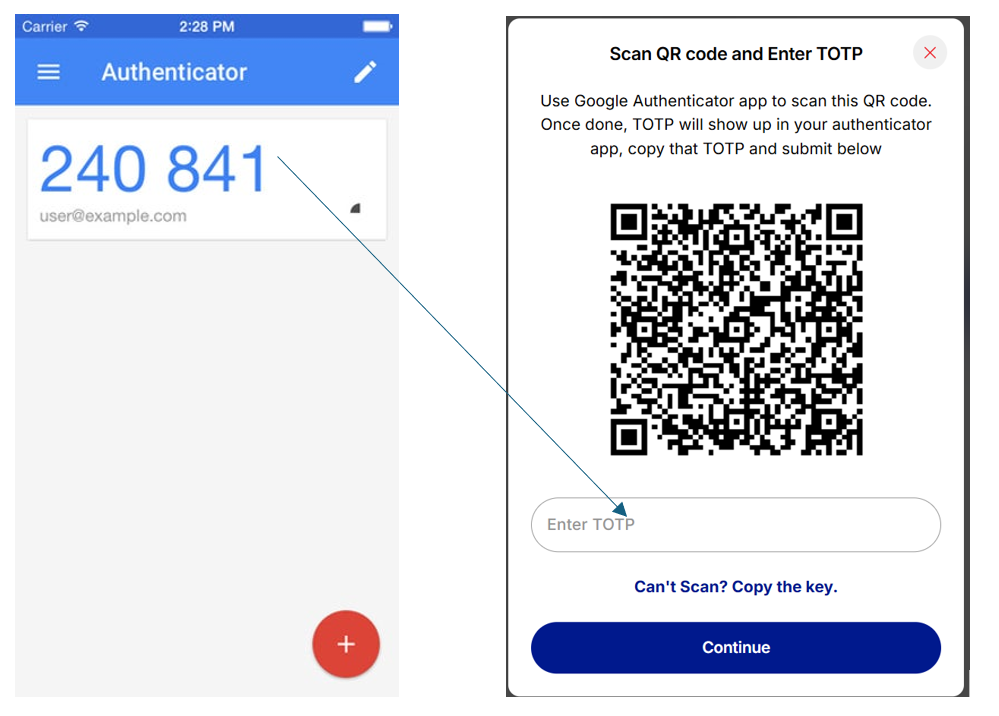 Carrier
2:28 PM
Authenticator
240 841
user@example.com
Scan QR code and Enter TOTP
Use Google Authenticator app to scan this QR code.
Once done, TOTP will show up in your authenticator
app, copy that TOTP and submit below
Enter TOTP
Can't Scan? Copy the key.
Continue